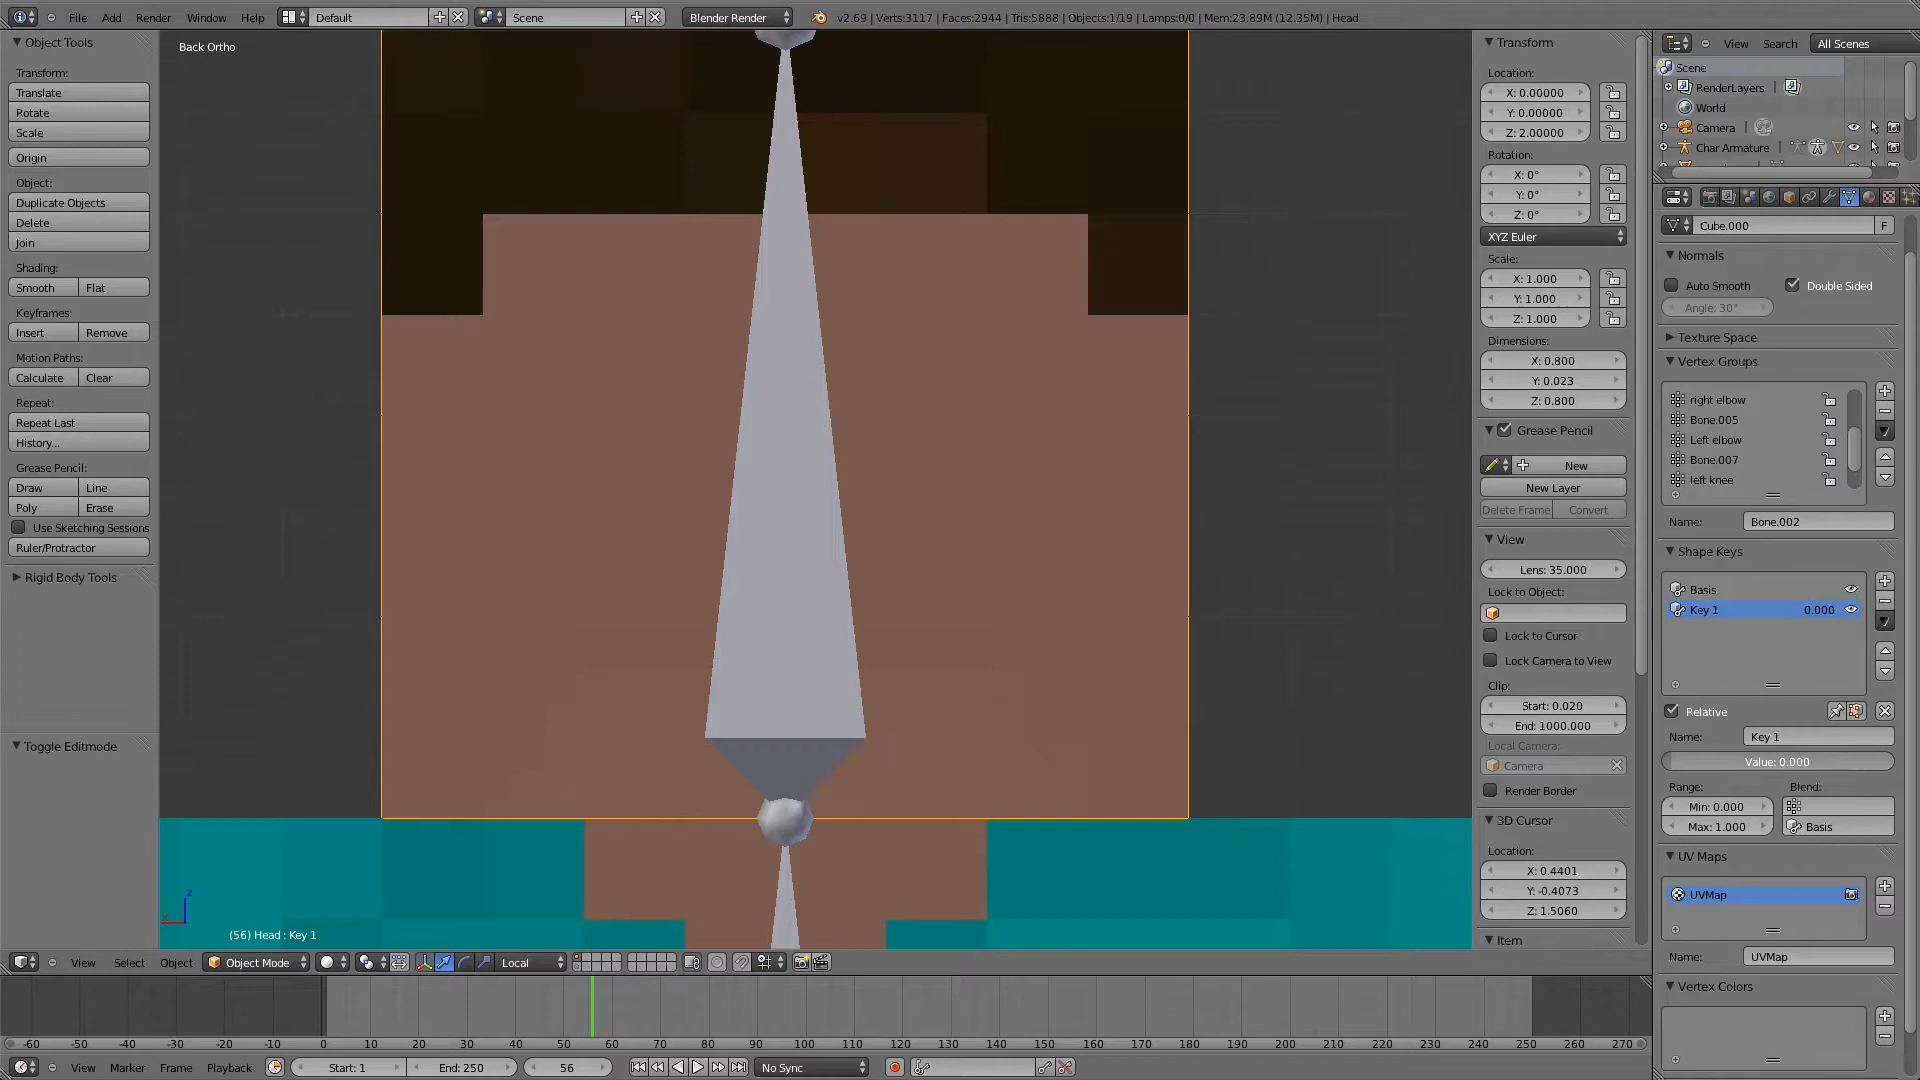 File Add Render Window Help Default Scene Blender Render v2.69 | Verts:3117 | Faces:2944 | Tris:5888 | Objects:1/19 | Lamps:0/0 | Mem:23.89M (12.35M) | Head
Object Tools
Transform:
Translate
Rotate
Scale
Origin
Object:
Duplicate Objects
Delete
Join
Shading:
Smooth Flat
Keyframes:
Insert Remove
Motion Paths:
Calculate Clear
Repeat:
Repeat Last
History...
Grease Pencil:
Draw Line
Poly Erase
Use Sketching Sessions
Ruler/Protractor
Rigid Body Tools
Toggle Editmode
Back Ortho
z
x
(56) Head : Key 1
Transform
Location:
X: 0.00000
Y: 0.00000
Z: 2.00000
Rotation:
X: 0°
Y: 0°
Z: 0°
XYZ Euler
Scale:
X: 1.000
Y: 1.000
Z: 1.000
Dimensions:
X: 0.800
Y: 0.023
Z: 0.800
Grease Pencil
New
New Layer
Delete Frame Convert
View
Lens: 35.000
Lock to Object:
Lock to Cursor
Lock Camera to View
Clip:
Start: 0.020
End: 1000.000
Local Camera:
Camera
Render Border
3D Cursor
Location:
X: 0.4401
Y: -0.4073
Z: 1.5060
Item
View Search All Scenes
Scene
RenderLayers |
World
Camera |
Char Armature
Cube.000 F
Normals
Auto Smooth Double Sided
Angle: 30°
Texture Space
Vertex Groups
right elbow
Bone.005
Left elbow
Bone.007
left knee
Name: Bone.002
Shape Keys
Basis
Key 1 0.000
Relative
Name: Key 1
Value: 0.000
Range: Blend:
Min: 0.000
Max: 1.000 Basis
UV Maps
UVMap
Name: UVMap
Vertex Colors
View Select Object Object Mode Local
-60 -50 -40 -30 -20 -10 0 10 20 30 40 50 60 70 80 90 100 110 120 130 140 150 160 170 180 190 200 210 220 230 240 250 260 270
View Marker Frame Playback Start: 1 End: 250 56 No Sync